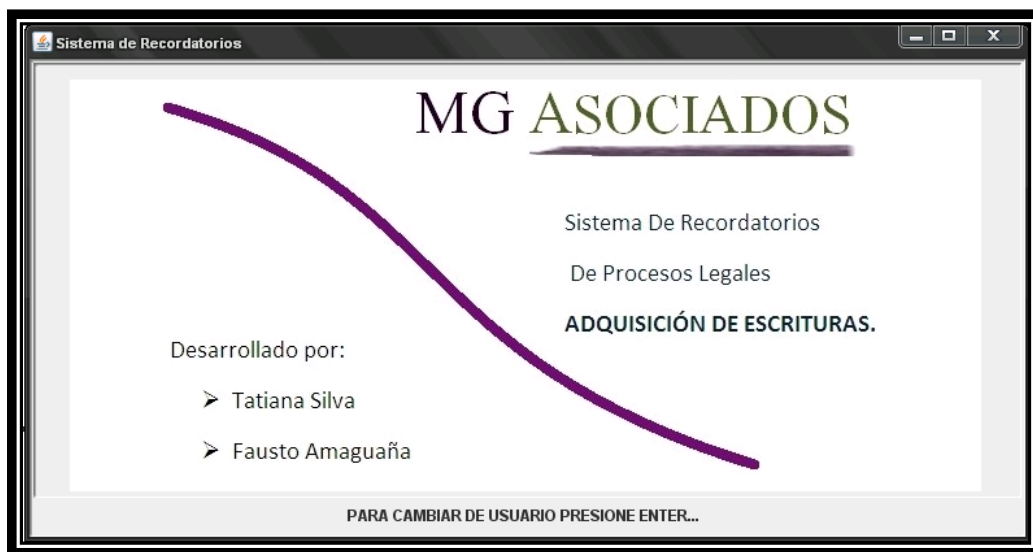 Sistema de Recordatorios
MG ASOCIADOS
Sistema De Recordatorios
De Procesos Legales
ADQUISICIÓN DE ESCRITURAS.
Desarrollado por:
➢ Tatiana Silva
➢ Fausto Amaguaña
PARA CAMBIAR DE USUARIO PRESIONE ENTER...